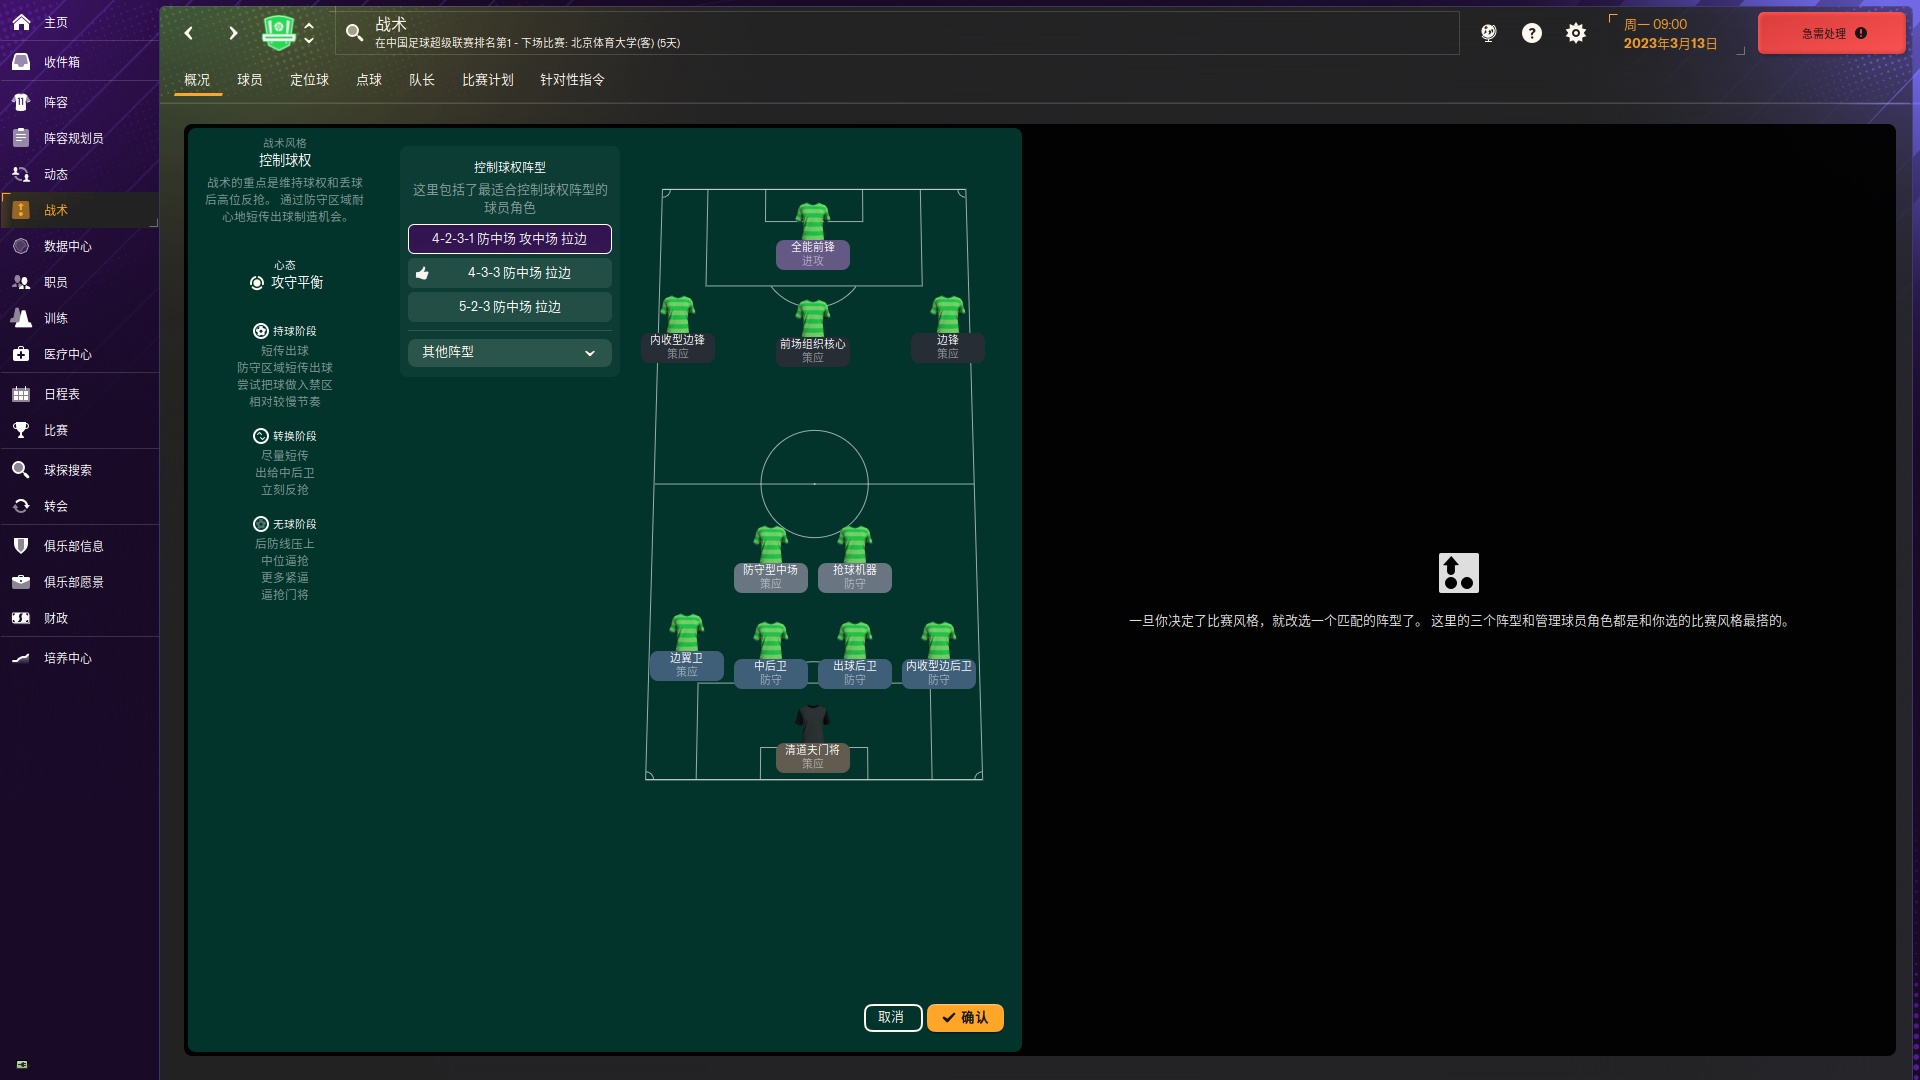 主页
收件箱
阵容
阵容规划员
动态
战术
数据中心
职员
训练
医疗中心
日程表
比赛
球探搜索
转会
俱乐部信息
俱乐部愿景
财政
培养中心
战术
在中国足球超级联赛排名第1 - 下场比赛: 北京体育大学(客) (5天)
周一 09:00
2023年3月13日
急需处理
概况
球员
定位球
点球
队长
比赛计划
针对性指令
战术风格
控制球权
战术的重点是维持球权和丢球
后高位反抢。 通过防守区域耐
心地短传出球制造机会。
心态
攻守平衡
持球阶段
短传出球
防守区域短传出球
尝试把球做入禁区
相对较慢节奏
转换阶段
尽量短传
出给中后卫
立刻反抢
无球阶段
后防线压上
中位逼抢
更多紧逼
逼抢门将
控制球权阵型
这里包括了最适合控制球权阵型的
球员角色
4-2-3-1 防中场 攻中场 拉边
4-3-3 防中场 拉边
5-2-3 防中场 拉边
其他阵型
全能前锋
进攻
内收型边锋
策应
前场组织核心
策应
边锋
策应
防守型中场
策应
抢球机器
防守
边翼卫
策应
中后卫
防守
出球后卫
防守
内收型边后卫
防守
清道夫门将
策应
取消
确认
一旦你决定了比赛风格，就改选一个匹配的阵型了。 这里的三个阵型和管理球员角色都是和你选的比赛风格最搭的。